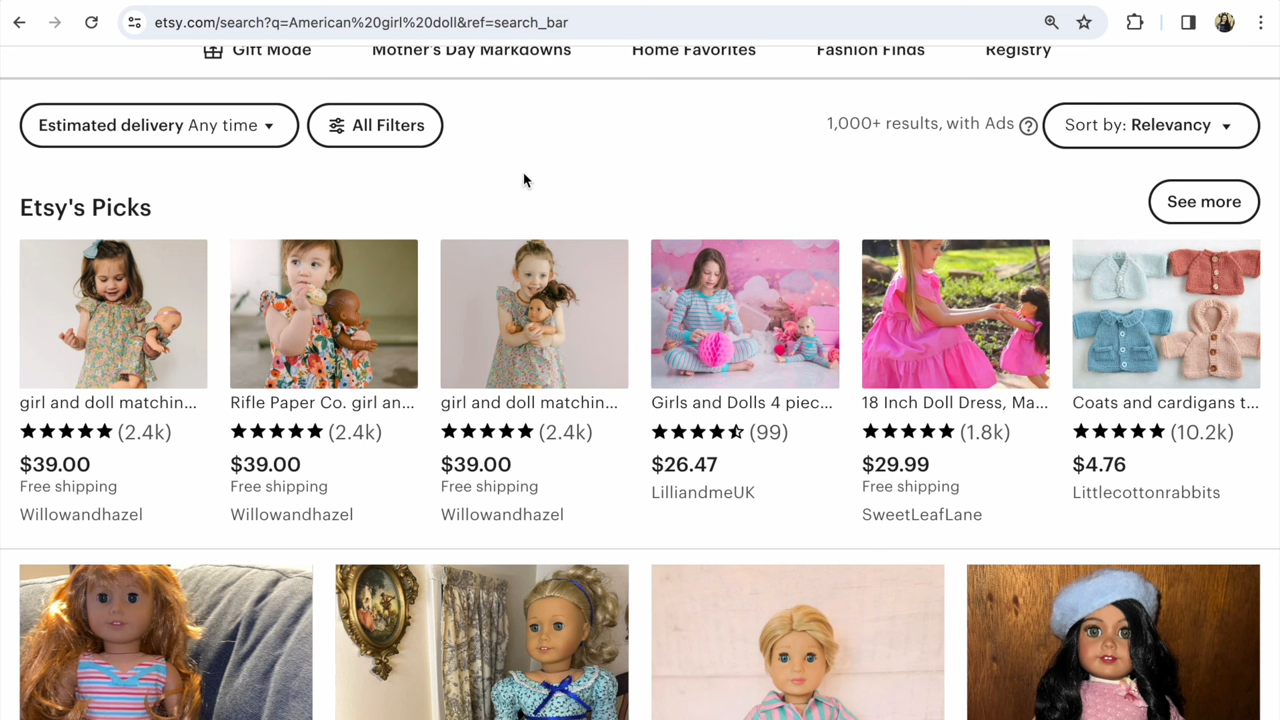 etsy.com/search?q=American%20girl%20doll&ref=search_bar
Gift Mode Mother's Day Markdowns Home Favorites Fashion Finds Registry
Estimated delivery Any time All Filters 1,000+ results, with Ads ? Sort by: Relevancy
Etsy's Picks See more
girl and doll matchin... Rifle Paper Co. girl an... girl and doll matchin... Girls and Dolls 4 piec... 18 Inch Doll Dress, Ma... Coats and cardigans t...
(2.4k) (2.4k) (2.4k) (99) (1.8k) (10.2k)
$39.00 $39.00 $39.00 $26.47 $29.99 $4.76
Free shipping Free shipping Free shipping LilliandmeUK Free shipping Littlecottonrabbits
Willowandhazel Willowandhazel Willowandhazel SweetLeafLane